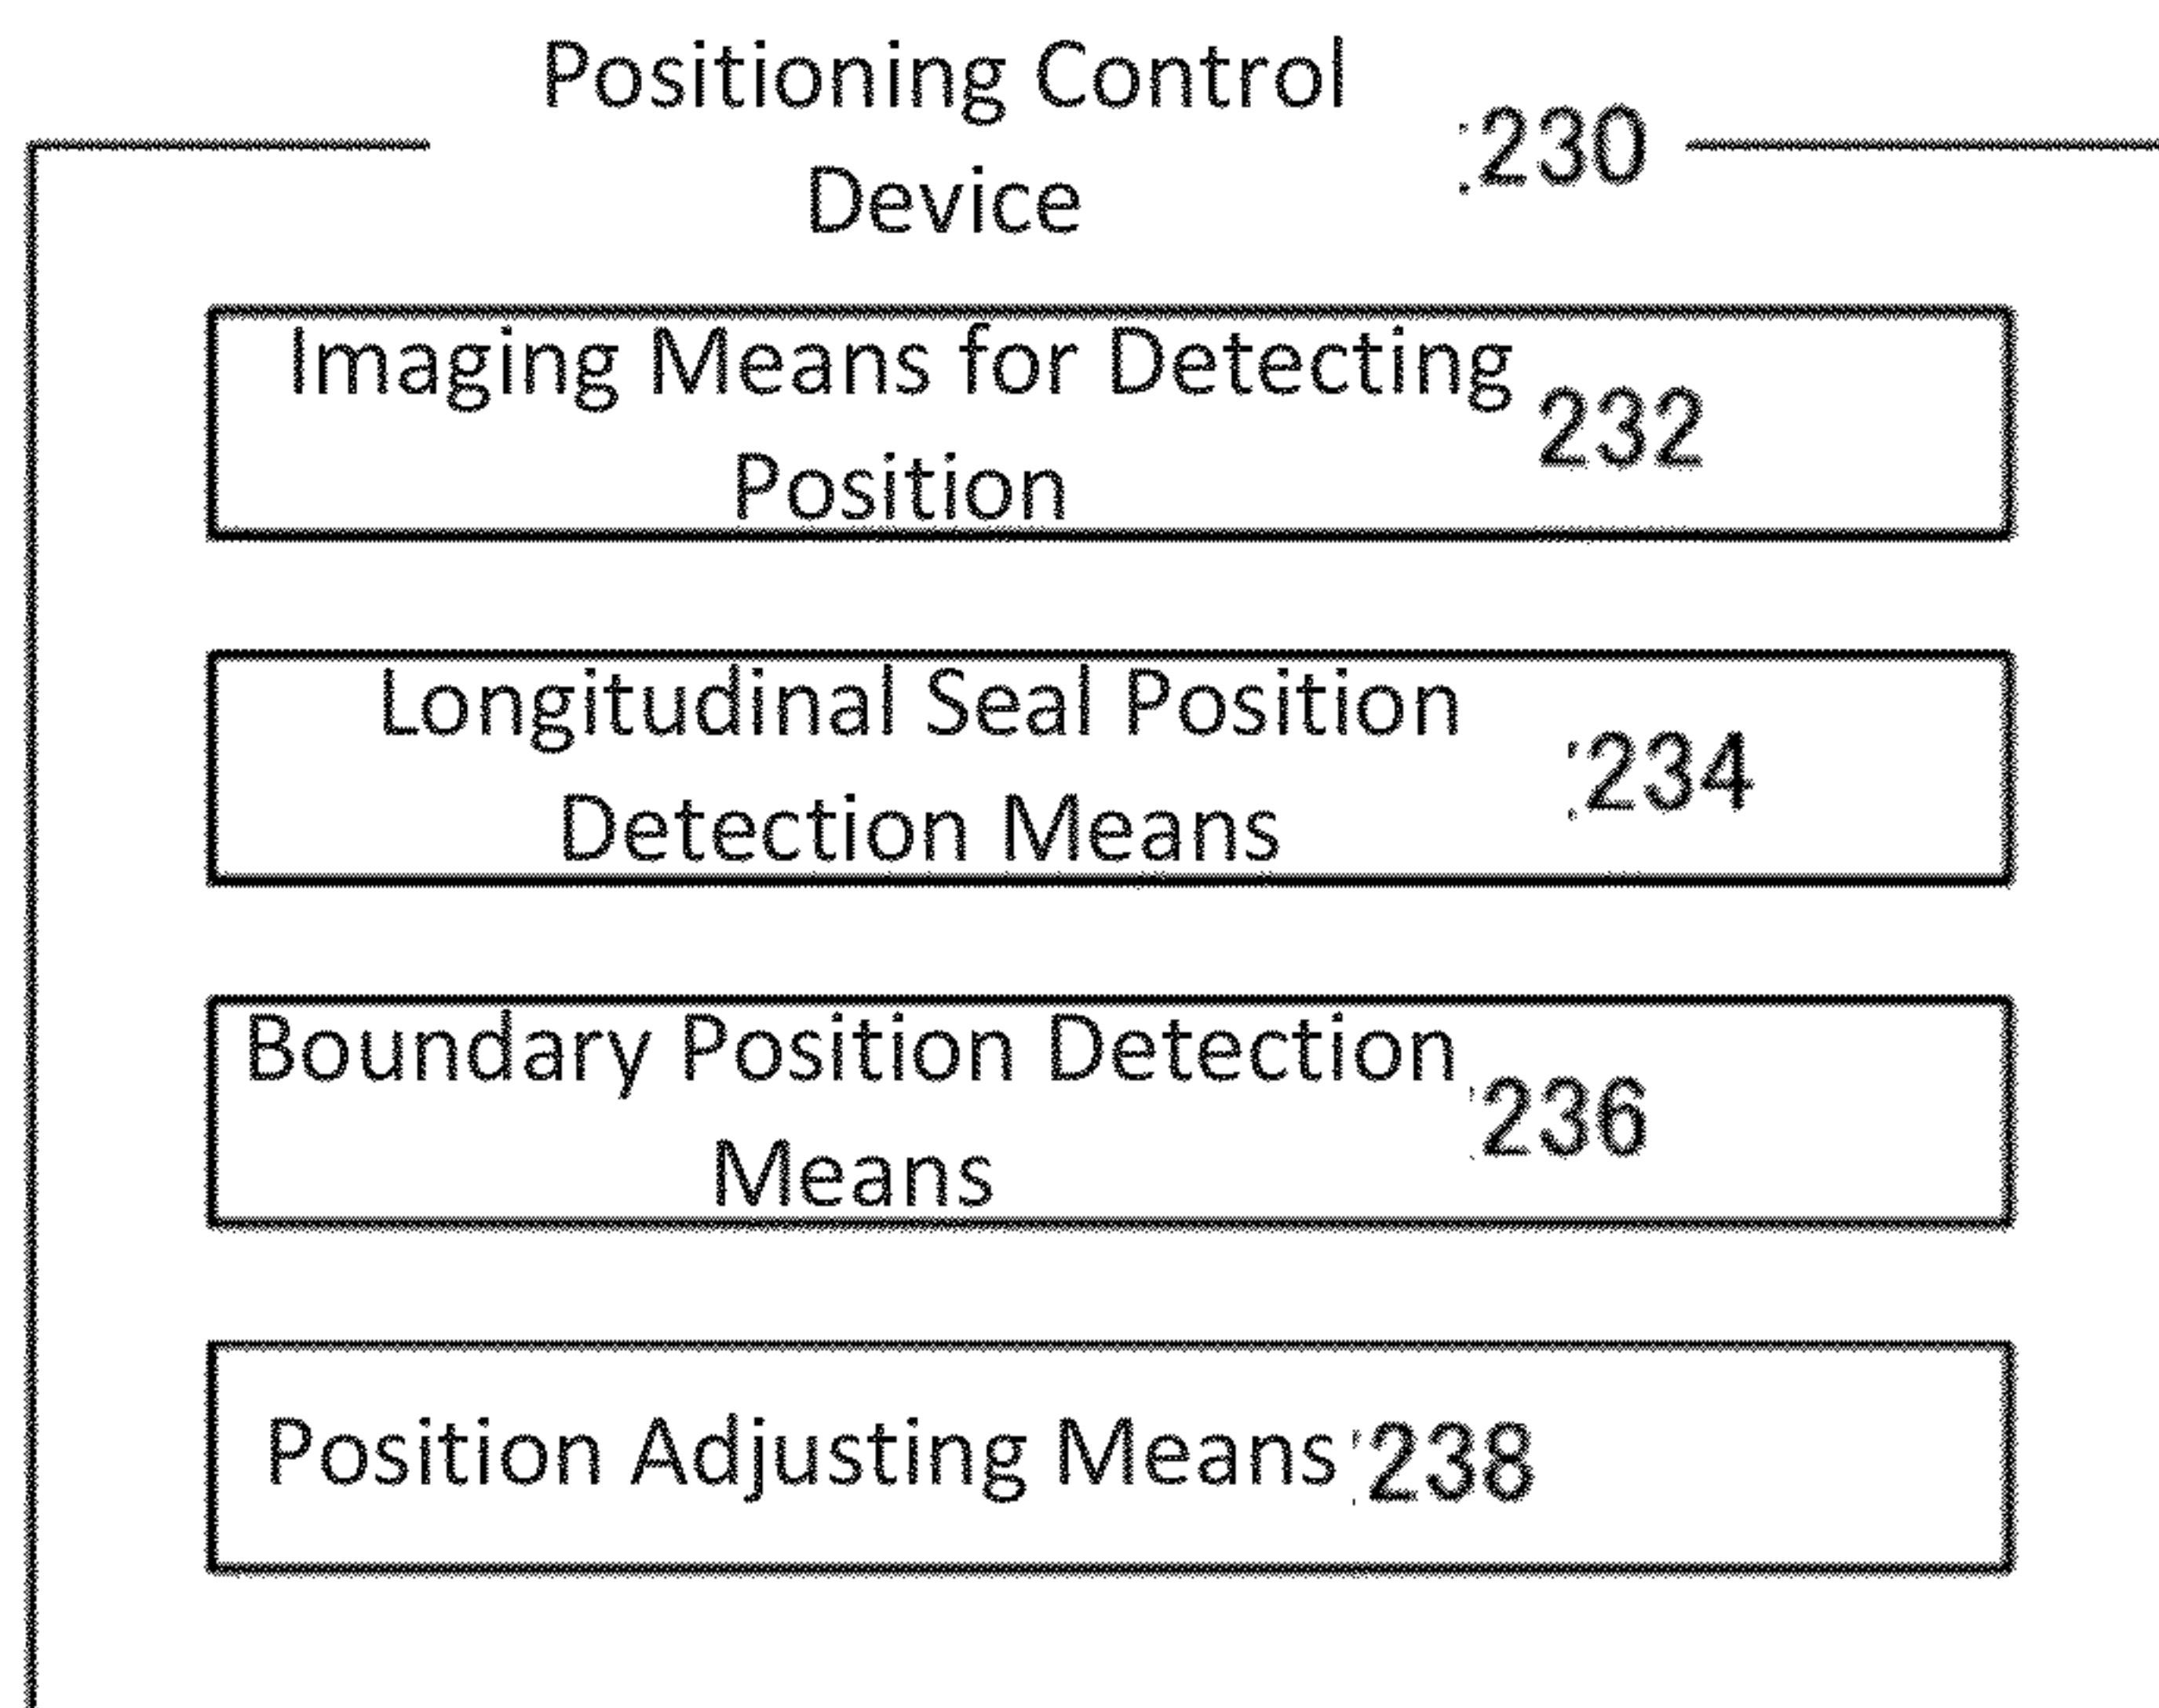 Positioning Control
Device
230
Imaging Means for Detecting
Position
232
Longitudinal Seal Position
Detection Means
234
Boundary Position Detection
Means
236
Position Adjusting Means 238